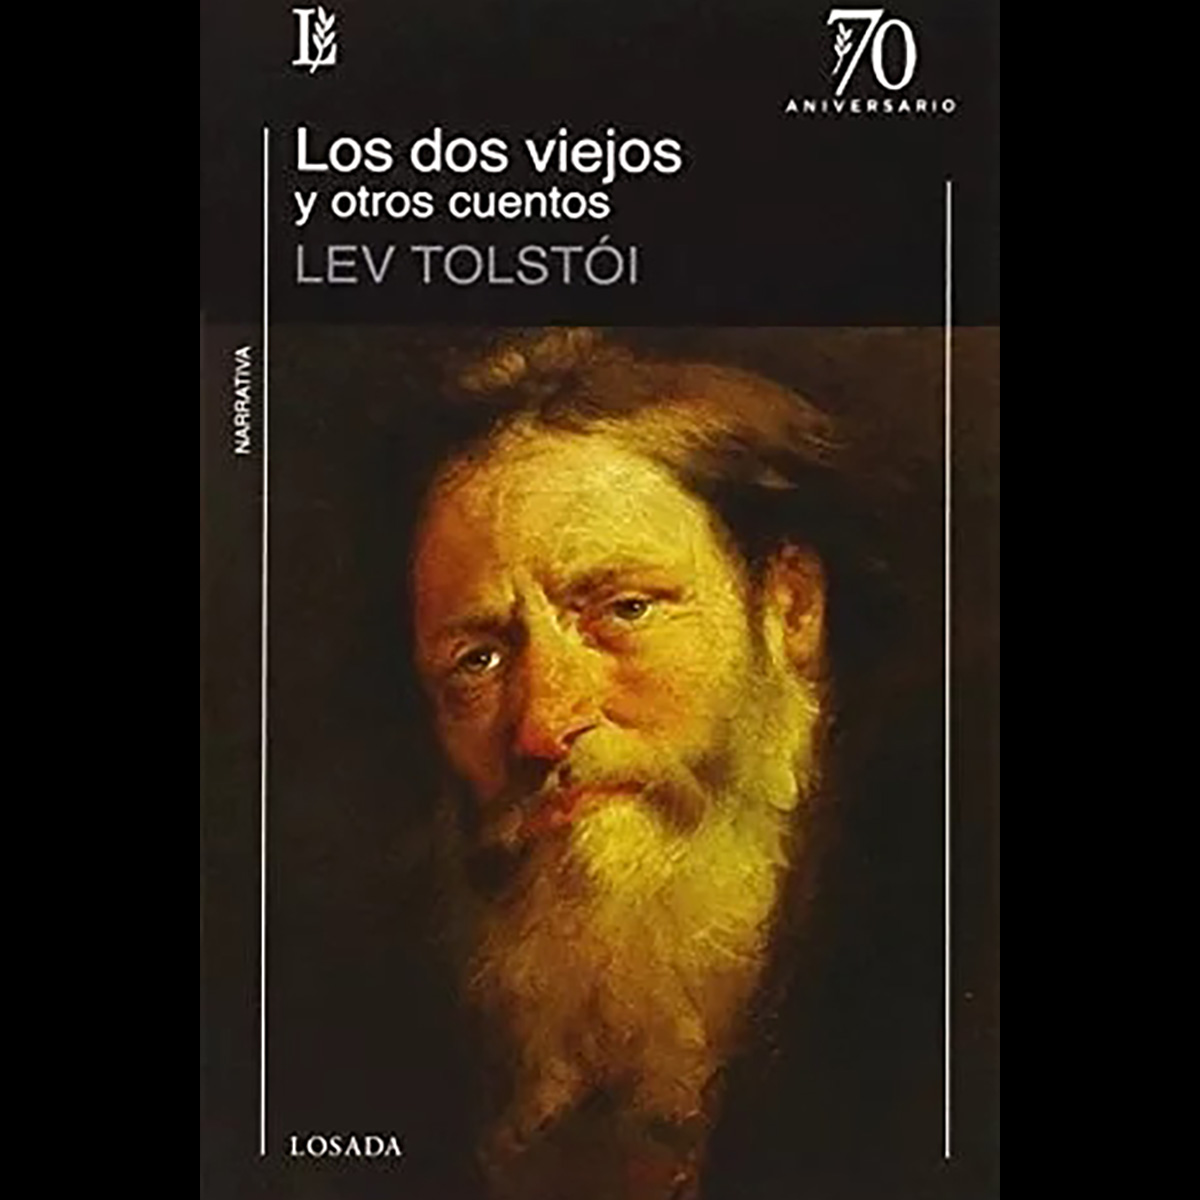 L
70
ANIVERSARIO
Los dos viejos
y otros cuentos
LEV TOLSTÓI
NARRATIVA
LOSADA